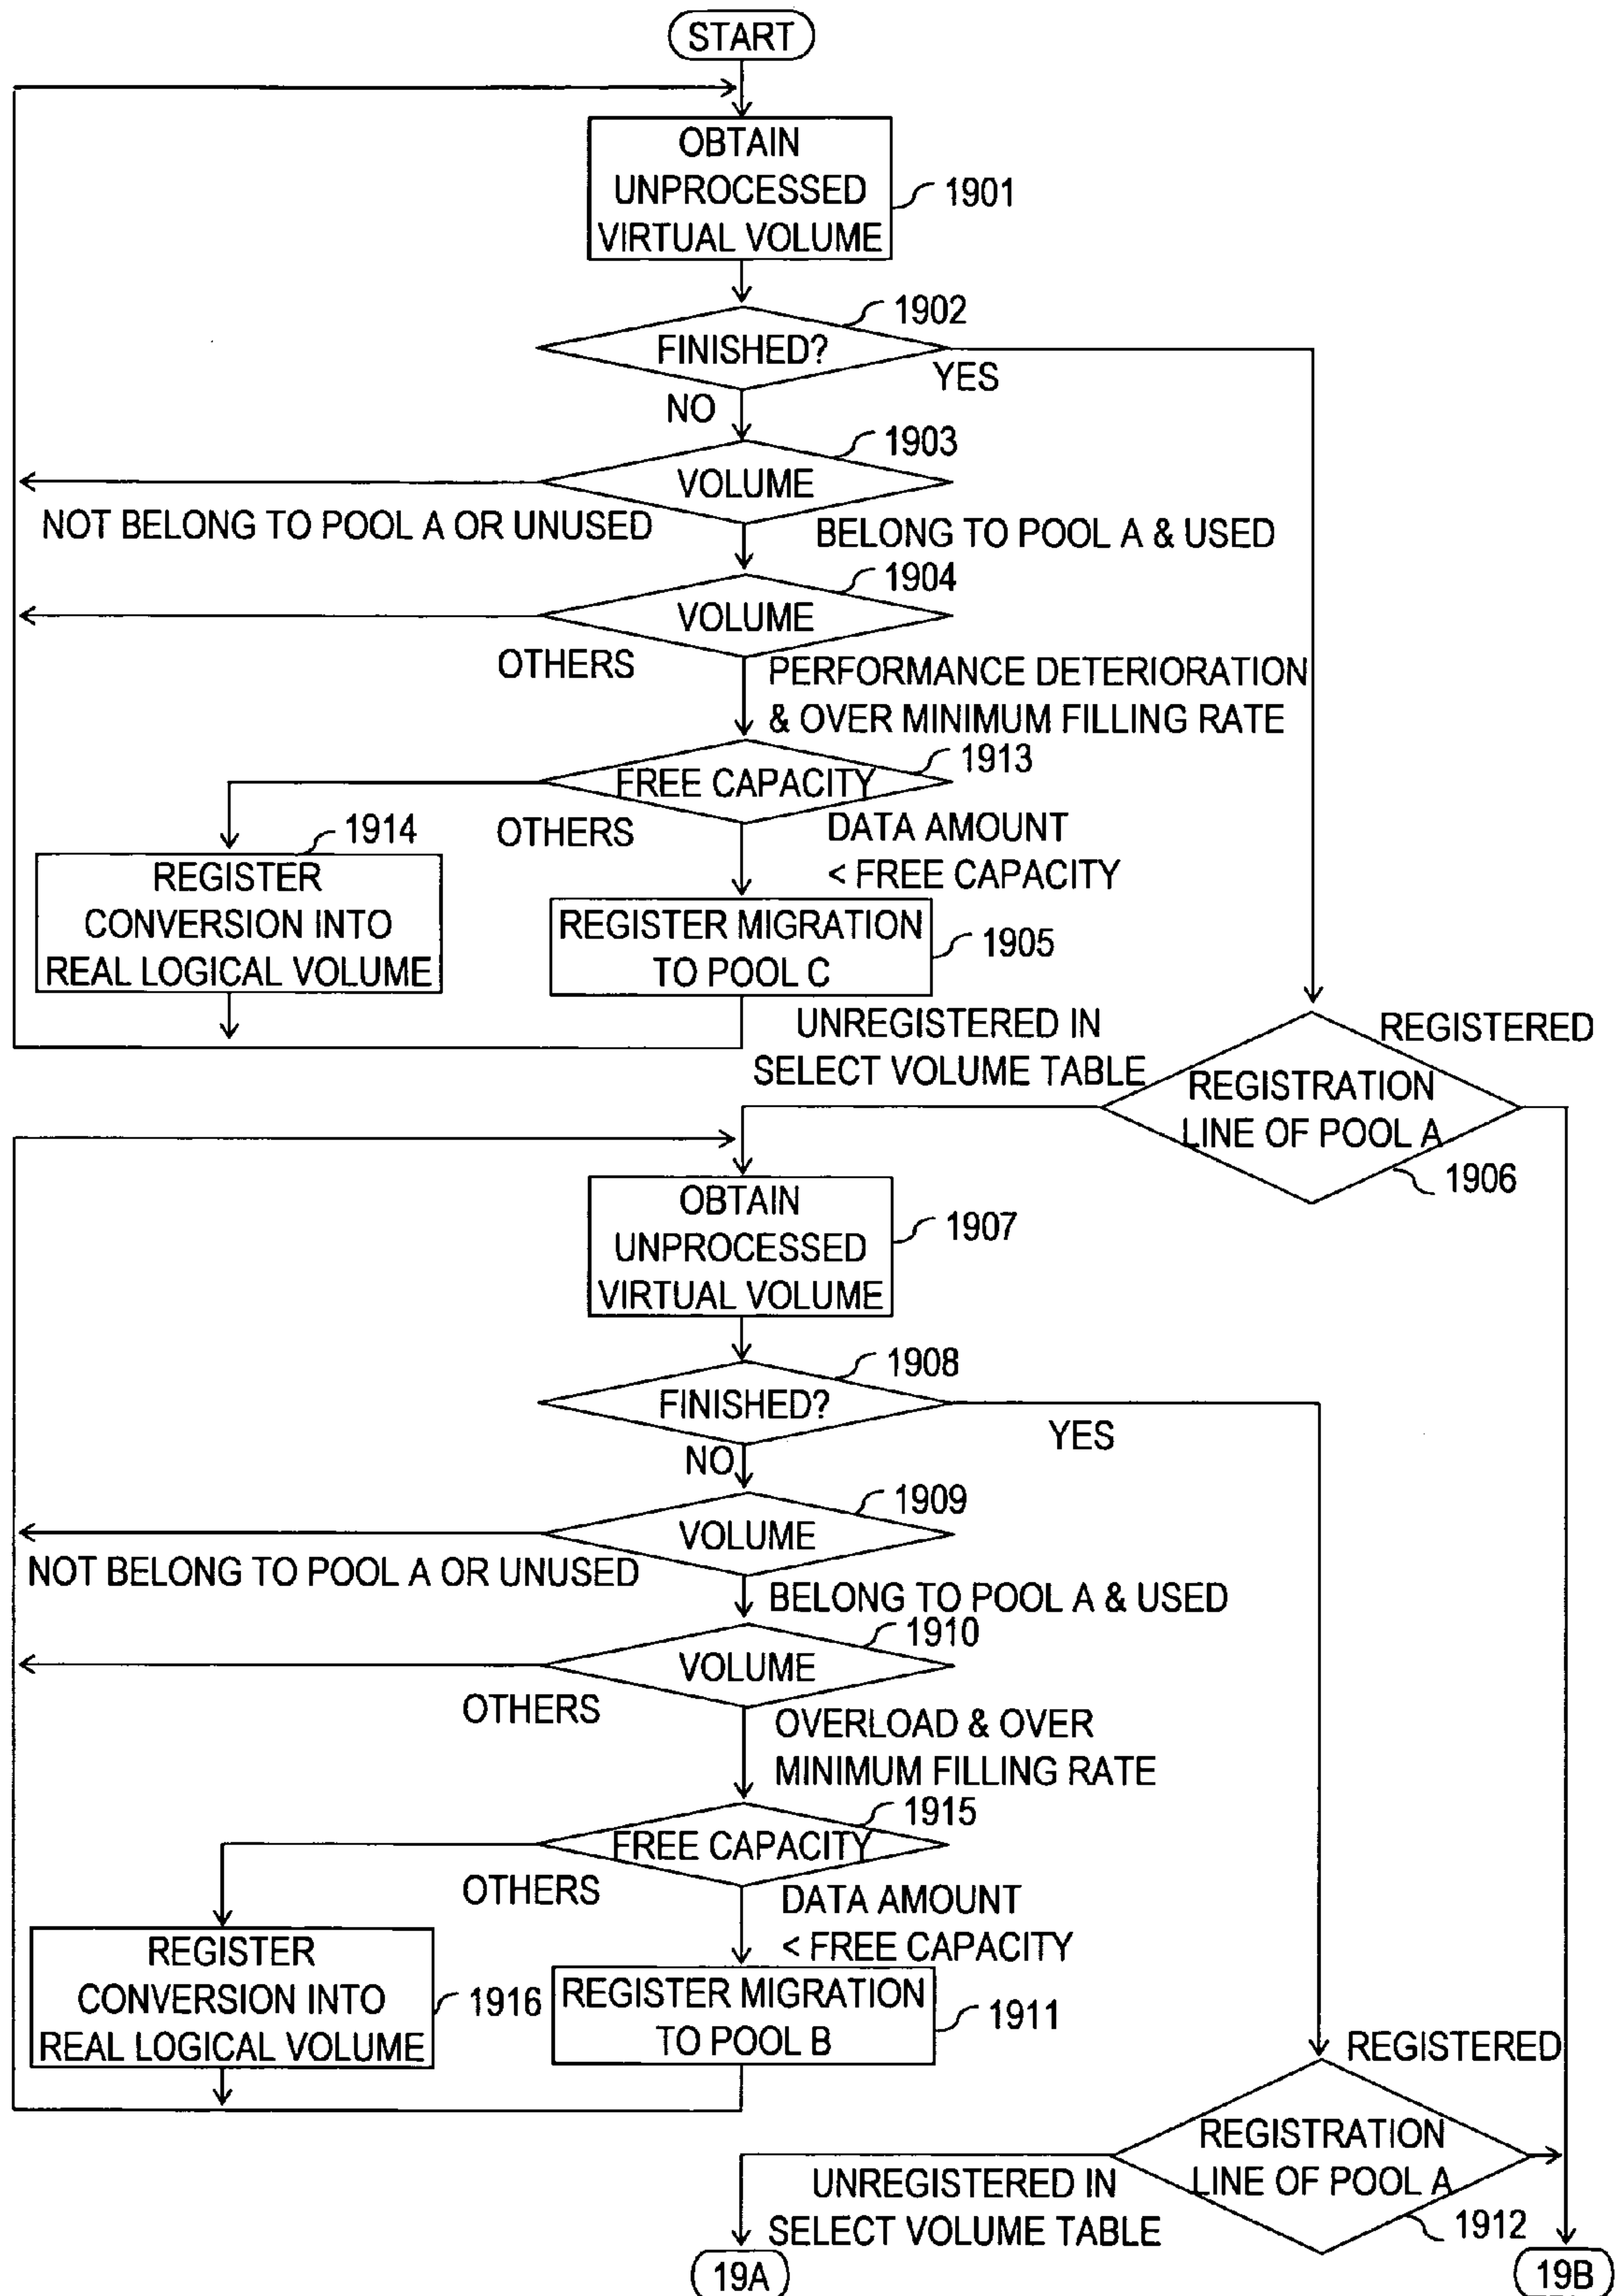 START
OBTAIN
UNPROCESSED
VIRTUAL VOLUME
1901
1902
FINISHED?
YES
NO
1903
VOLUME
NOT BELONG TO POOL A OR UNUSED
BELONG TO POOL A & USED
1904
VOLUME
OTHERS
PERFORMANCE DETERIORATION
& OVER MINIMUM FILLING RATE
1913
FREE CAPACITY
OTHERS
DATA AMOUNT
< FREE CAPACITY
1914
REGISTER
CONVERSION INTO
REAL LOGICAL VOLUME
REGISTER MIGRATION
TO POOL C
1905
UNREGISTERED IN
SELECT VOLUME TABLE
REGISTERED
REGISTRATION
LINE OF POOL A
1906
OBTAIN
UNPROCESSED
VIRTUAL VOLUME
1907
1908
FINISHED?
YES
NO
1909
VOLUME
NOT BELONG TO POOL A OR UNUSED
BELONG TO POOL A & USED
1910
VOLUME
OTHERS
OVERLOAD & OVER
MINIMUM FILLING RATE
1915
FREE CAPACITY
OTHERS
DATA AMOUNT
< FREE CAPACITY
REGISTER
CONVERSION INTO
REAL LOGICAL VOLUME
1916
REGISTER MIGRATION
TO POOL B
1911
REGISTERED
REGISTRATION
LINE OF POOL A
1912
UNREGISTERED IN
SELECT VOLUME TABLE
19A
19B